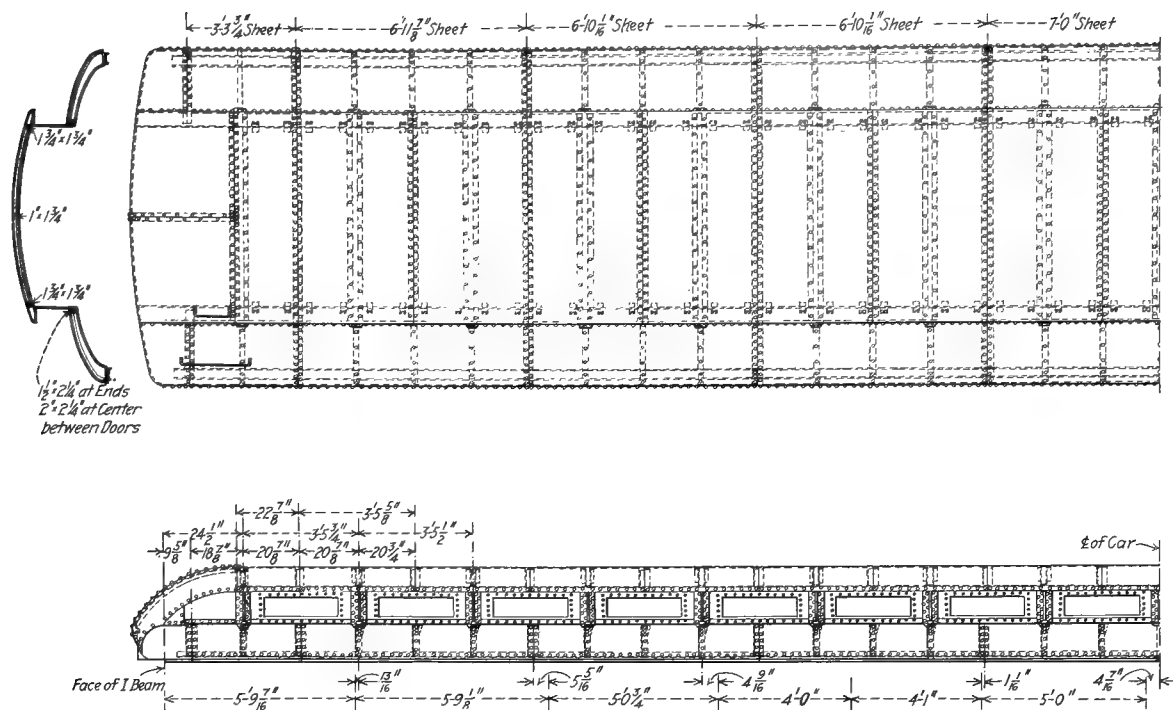 3'-3 3/4" Sheet 6'-11 7/8" Sheet 6'-10 1/16" Sheet 6'-10 1/16" Sheet 7'-0" Sheet
1 3/4" × 1 3/4"
1" × 1 3/4"
1 3/4" × 1 3/4"
1 1/2" × 2 1/4" at Ends
2" × 2 1/4" at Center
between Doors
22 7/8" 3'-5 5/8"
24 1/2" 3'-5 3/4" 3'-5 1/2"
9 5/8" 18 7/8" 20 7/8" 20 7/8" 20 3/4"
℄ of Car
Face of I Beam
13/16" 5 5/16" 4 9/16" 1 1/16" 4 7/16"
5'-9 7/16" 5'-9 1/8" 5'-0 3/4" 4'-0" 4'-1" 5'-0"